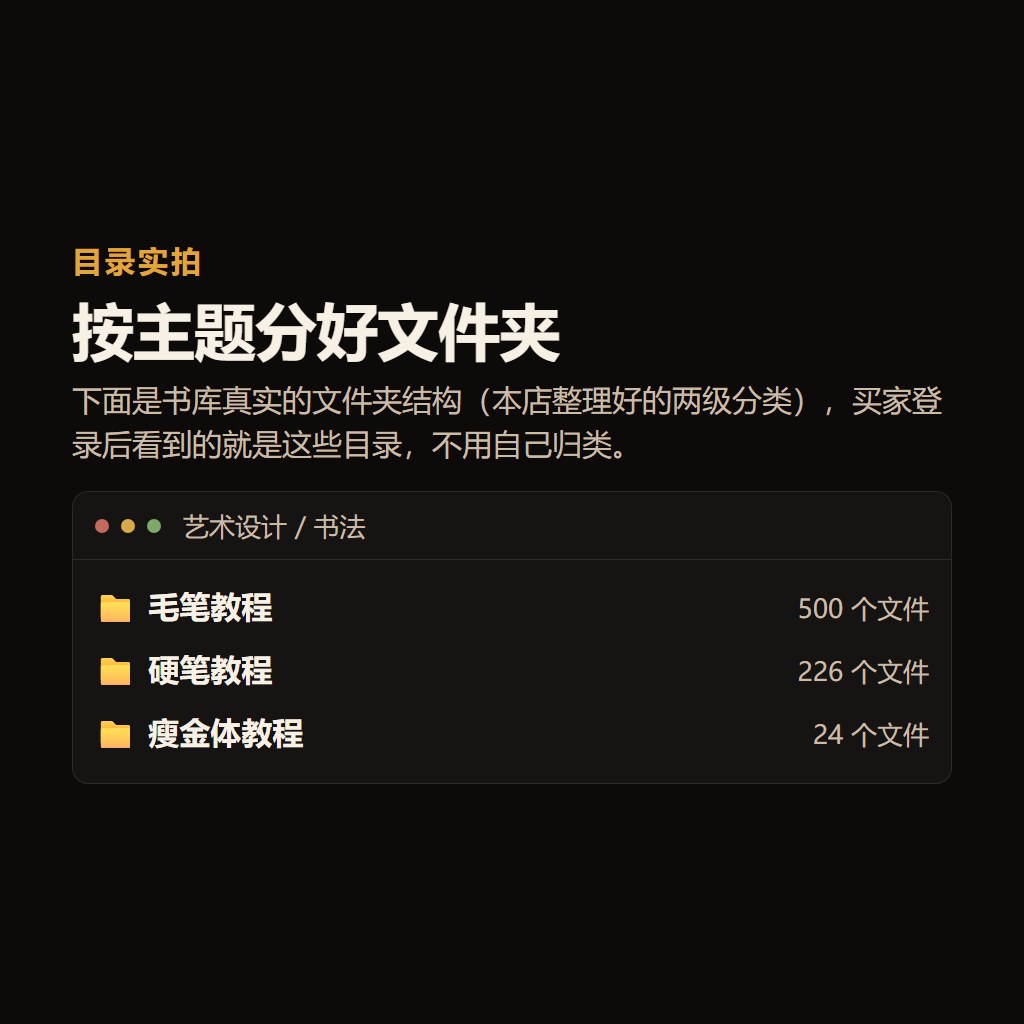 目录实拍
按主题分好文件夹
下面是书库真实的文件夹结构（本店整理好的两级分类），买家登
录后看到的就是这些目录，不用自己归类。
艺术设计 / 书法
毛笔教程 500 个文件
硬笔教程 226 个文件
瘦金体教程 24 个文件